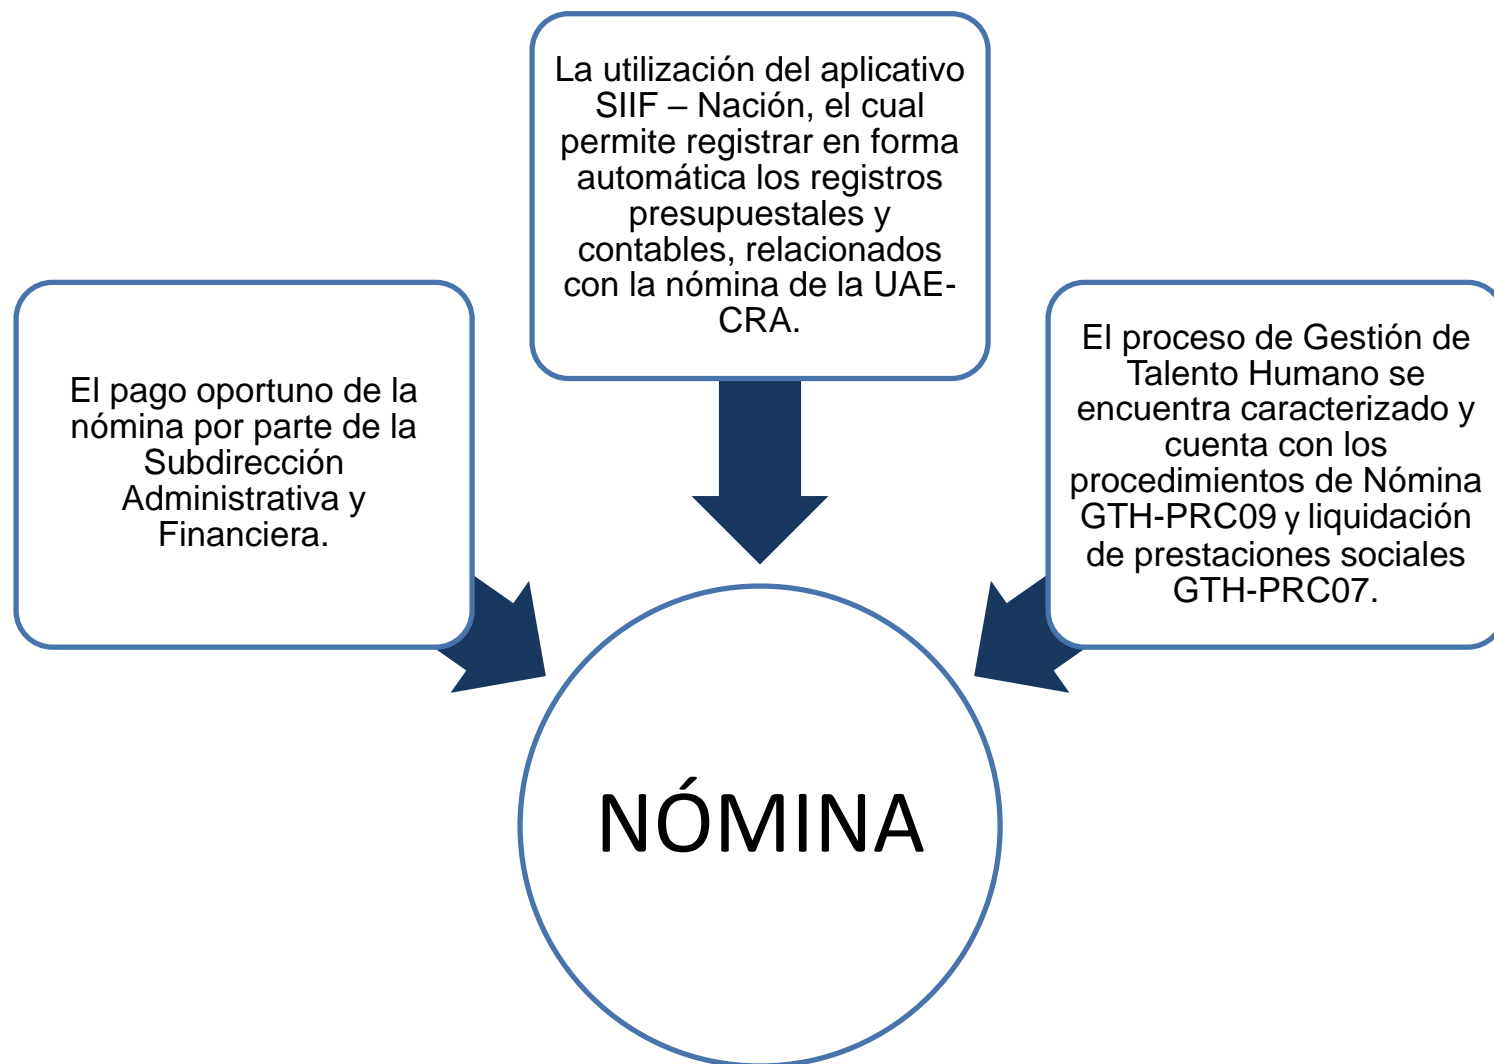 La utilización del aplicativo
SIIF – Nación, el cual
permite registrar en forma
automática los registros
presupuestales y
contables, relacionados
con la nómina de la UAE-
CRA.
El pago oportuno de la
nómina por parte de la
Subdirección
Administrativa y
Financiera.
El proceso de Gestión de
Talento Humano se
encuentra caracterizado y
cuenta con los
procedimientos de Nómina
GTH-PRC09 y liquidación
de prestaciones sociales
GTH-PRC07.
NÓMINA